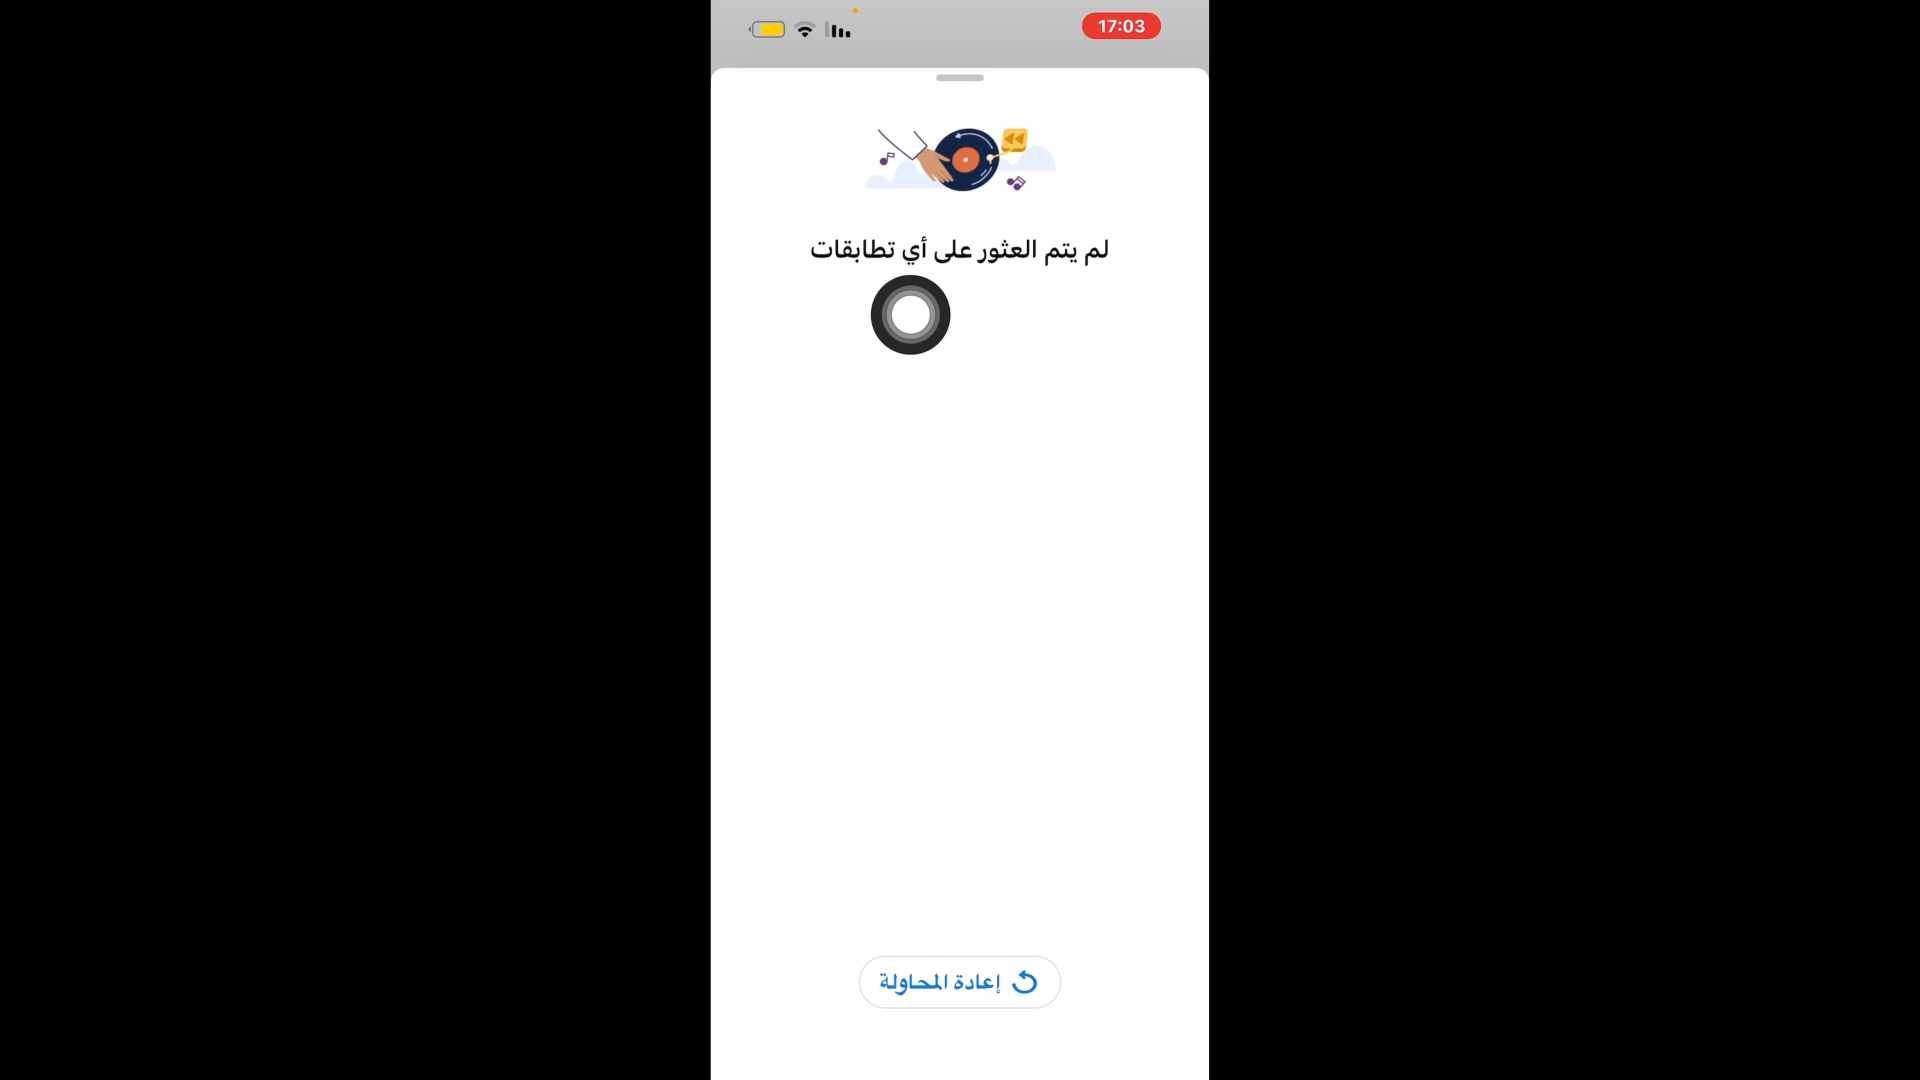 17:03
لم يتم العثور على أي تطابقات
إعادة المحاولة